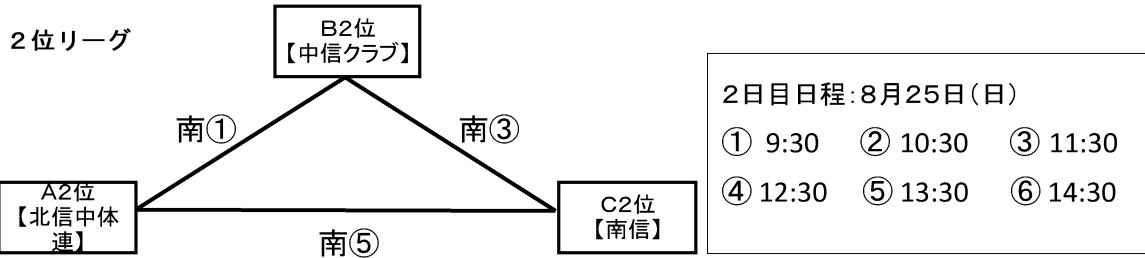 ２位リーグ
B2位
【中信クラブ】
南①
南③
A2位
【北信中体
連】
C2位
【南信】
南⑤
２日目日程：８月２５日（日）
① 9:30 ② 10:30 ③ 11:30
④ 12:30 ⑤ 13:30 ⑥ 14:30